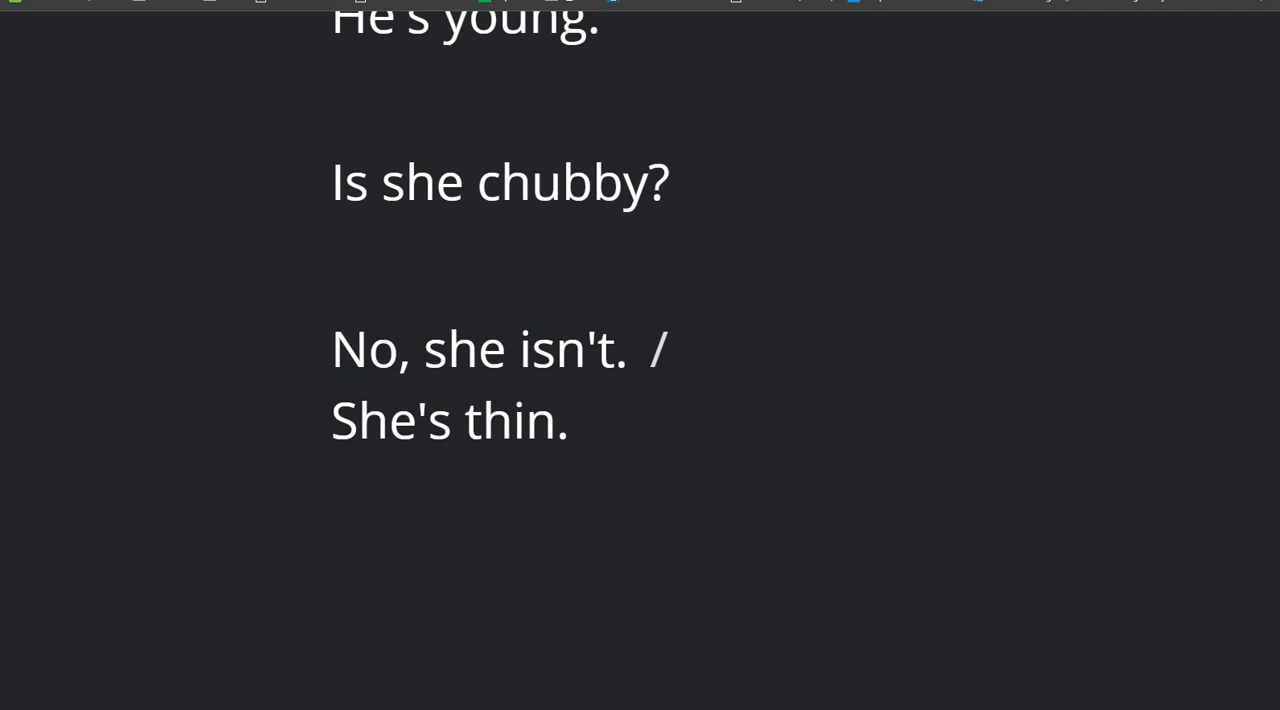 He's young.
Is she chubby?
No, she isn't. /
She's thin.